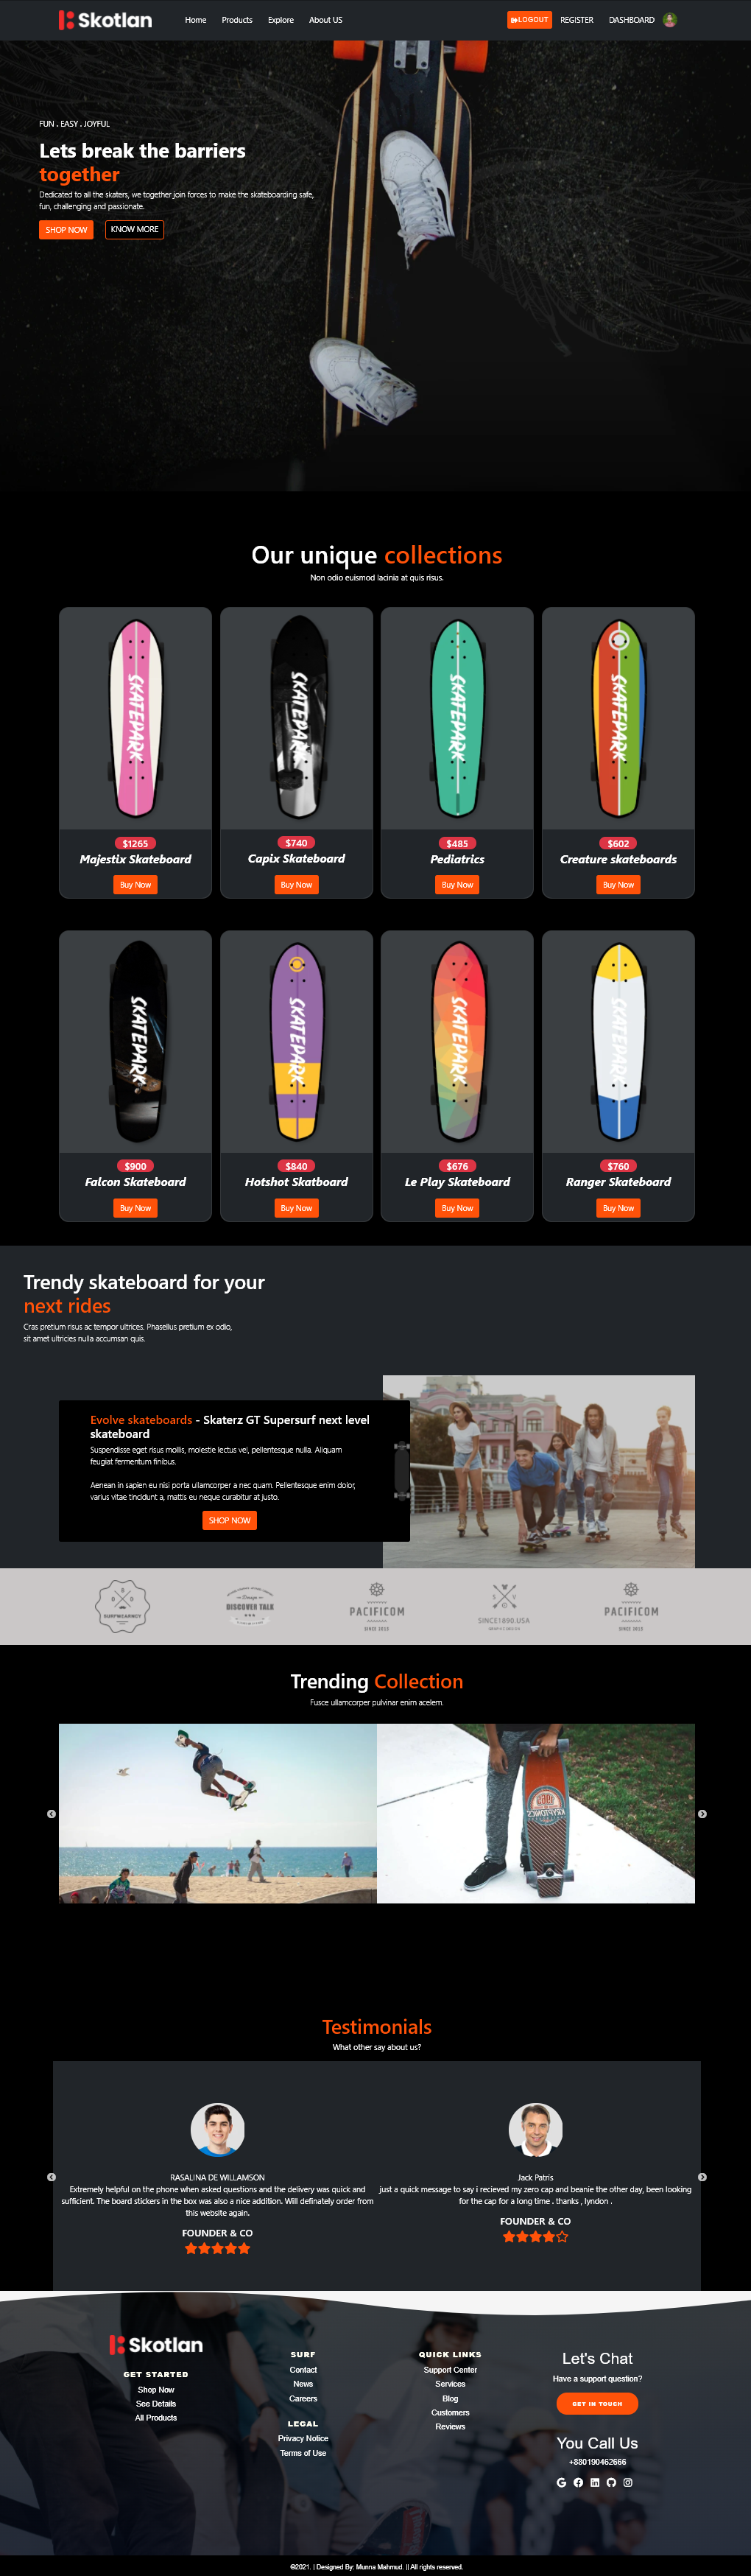 Skotlan
Home Products Explore About US
LOGOUT REGISTER DASHBOARD
FUN . EASY . JOYFUL
Lets break the barriers
together
Dedicated to all the skaters, we together join forces to make the skateboarding safe,
fun, challenging and passionate.
SHOP NOW KNOW MORE
Our unique collections
Non odio euismod lacinia at quis risus.
SKATEPARK SKATEPARK SKATEPARK SKATEPARK
$1265 $740 $485 $602
Majestix Skateboard Capix Skateboard Pediatrics Creature skateboards
Buy Now Buy Now Buy Now Buy Now
SKATEPARK SKATEPARK SKATEPARK SKATEPARK
$900 $840 $676 $760
Falcon Skateboard Hotshot Skatboard Le Play Skateboard Ranger Skateboard
Buy Now Buy Now Buy Now Buy Now
Trendy skateboard for your
next rides
Cras pretium risus ac tempor ultrices. Phasellus pretium ex odio,
sit amet ultricies nulla accumsan quis.
Evolve skateboards - Skaterz GT Supersurf next level
skateboard
Suspendisse eget risus mollis, molestie lectus vel, pellentesque nulla. Aliquam
feugiat fermentum finibus.
Aenean in sapien eu nisi porta ullamcorper a nec quam. Pellentesque enim dolor,
varius vitae tincidunt a, mattis eu neque curabitur at justo.
SHOP NOW
SURFWEARBOY
Design
DISCOVER TALK
PACIFICOM
SINCE 1013
SINCE1890.USA
PACIFICOM
SINCE 1013
Trending Collection
Fusce ullamcorper pulvinar enim acelem.
KRYPTONICS
Testimonials
What other say about us?
RASALINA DE WILLAMSON
Extremely helpful on the phone when asked questions and the delivery was quick and
sufficient. The board stickers in the box was also a nice addition. Will definately order from
this website again.
FOUNDER & CO
Jack Patris
just a quick message to say i recieved my zero cap and beanie the other day, been looking
for the cap for a long time . thanks , lyndon .
FOUNDER & CO
Skotlan
GET STARTED
Shop Now
See Details
All Products
SURF
Contact
News
Careers
LEGAL
Privacy Notice
Terms of Use
QUICK LINKS
Support Center
Services
Blog
Customers
Reviews
Let's Chat
Have a support question?
GET IN TOUCH
You Call Us
+880190462666
©2021. | Designed By: Munna Mahmud. || All rights reserved.